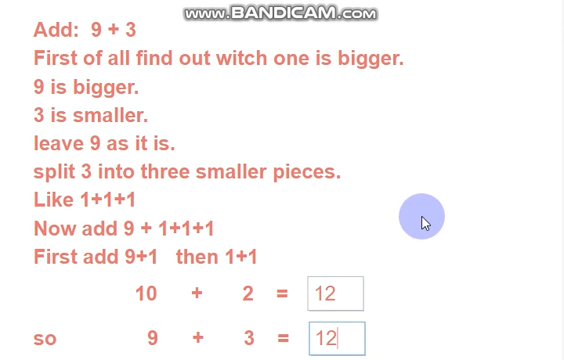 www.BANDICAM.com
Add: 9 + 3
First of all find out witch one is bigger.
9 is bigger.
3 is smaller.
leave 9 as it is.
split 3 into three smaller pieces.
Like 1+1+1
Now add 9 + 1+1+1
First add 9+1 then 1+1
10 + 2 = 12
so 9 + 3 = 12